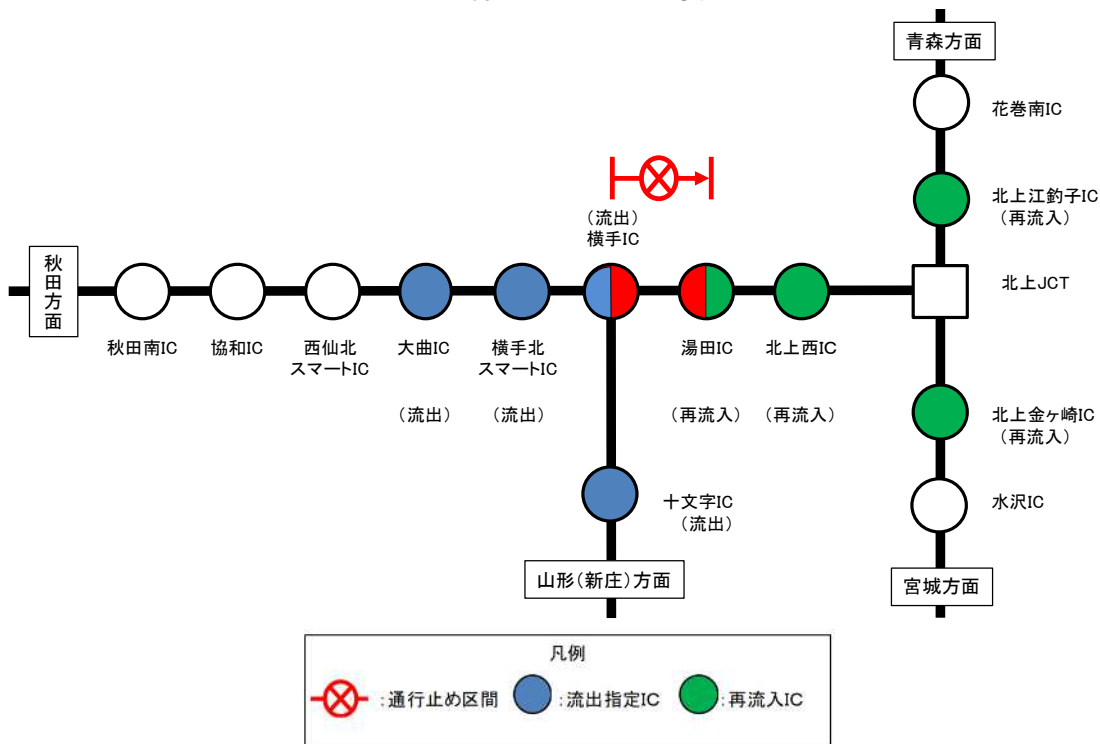 青森方面
花巻南IC
北上江釣子IC
(再流入)
(流出)
横手IC
秋田方面
北上JCT
秋田南IC
協和IC
西仙北
スマートIC
大曲IC
横手北
スマートIC
湯田IC
北上西IC
(流出)
(流出)
(再流入)
(再流入)
北上金ヶ崎IC
(再流入)
十文字IC
(流出)
水沢IC
山形(新庄)方面
宮城方面
凡例
:通行止め区間
:流出指定IC
:再流入IC